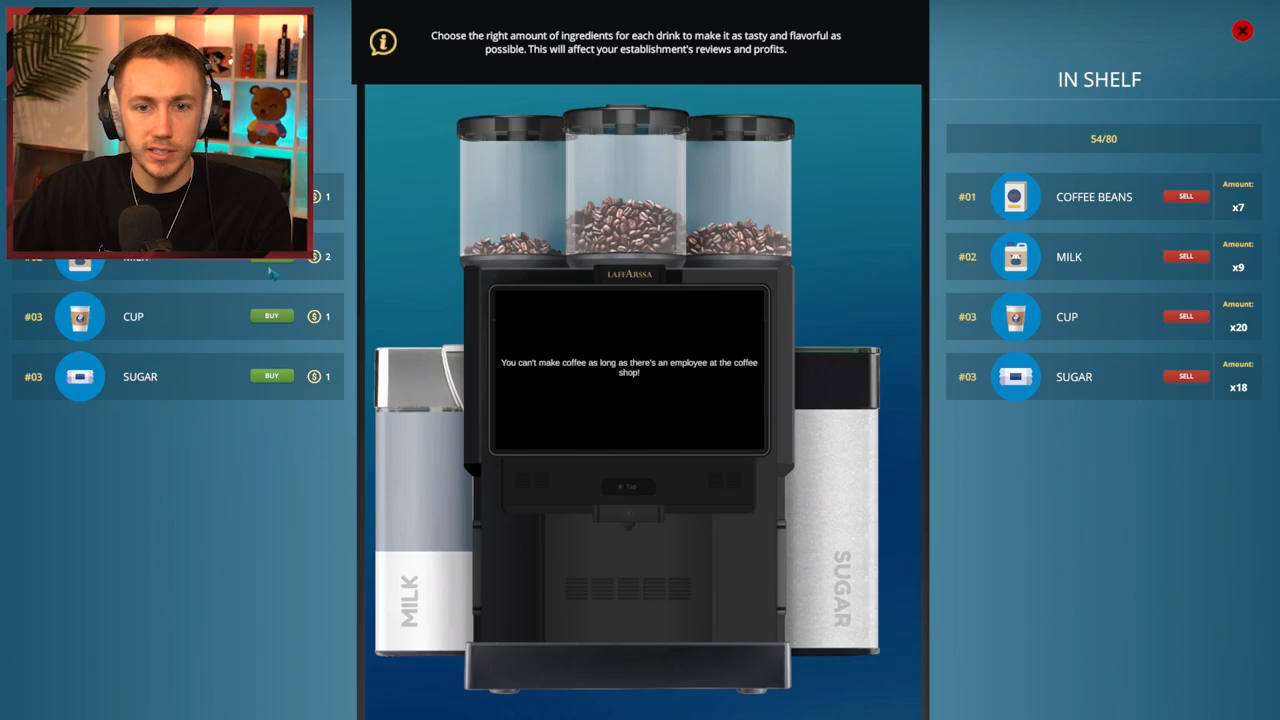 Choose the right amount of ingredients for each drink to make it as tasty and flavorful as
possible. This will affect your establishment's reviews and profits.
IN SHELF
54/80
1
2
#03 CUP BUY 1
#03 SUGAR BUY 1
LAFFARSSA
You can't make coffee as long as there's an employee at the coffee
shop!
Tap
MILK
SUGAR
#01 COFFEE BEANS SELL Amount: x7
#02 MILK SELL Amount: x9
#03 CUP SELL Amount: x20
#03 SUGAR SELL Amount: x18